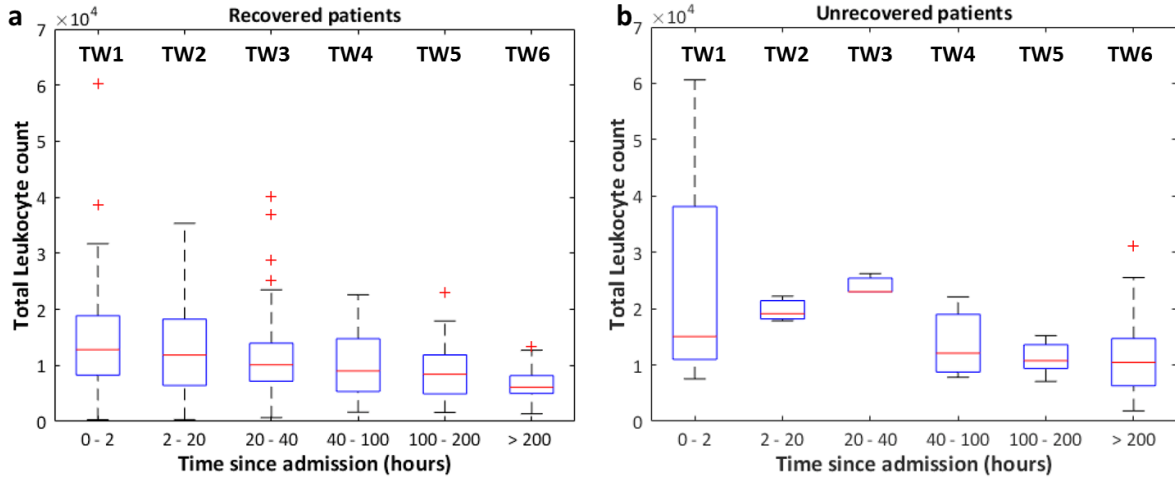 a
Recovered patients
×10⁴
TW1 TW2 TW3 TW4 TW5 TW6
7
6
5
4
3
2
1
0
Total Leukocyte count
0 - 2 2 - 20 20 - 40 40 - 100 100 - 200 > 200
Time since admission (hours)
b
Unrecovered patients
×10⁴
TW1 TW2 TW3 TW4 TW5 TW6
7
6
5
4
3
2
1
0
Total Leukocyte count
0 - 2 2 - 20 20 - 40 40 - 100 100 - 200 > 200
Time since admission (hours)